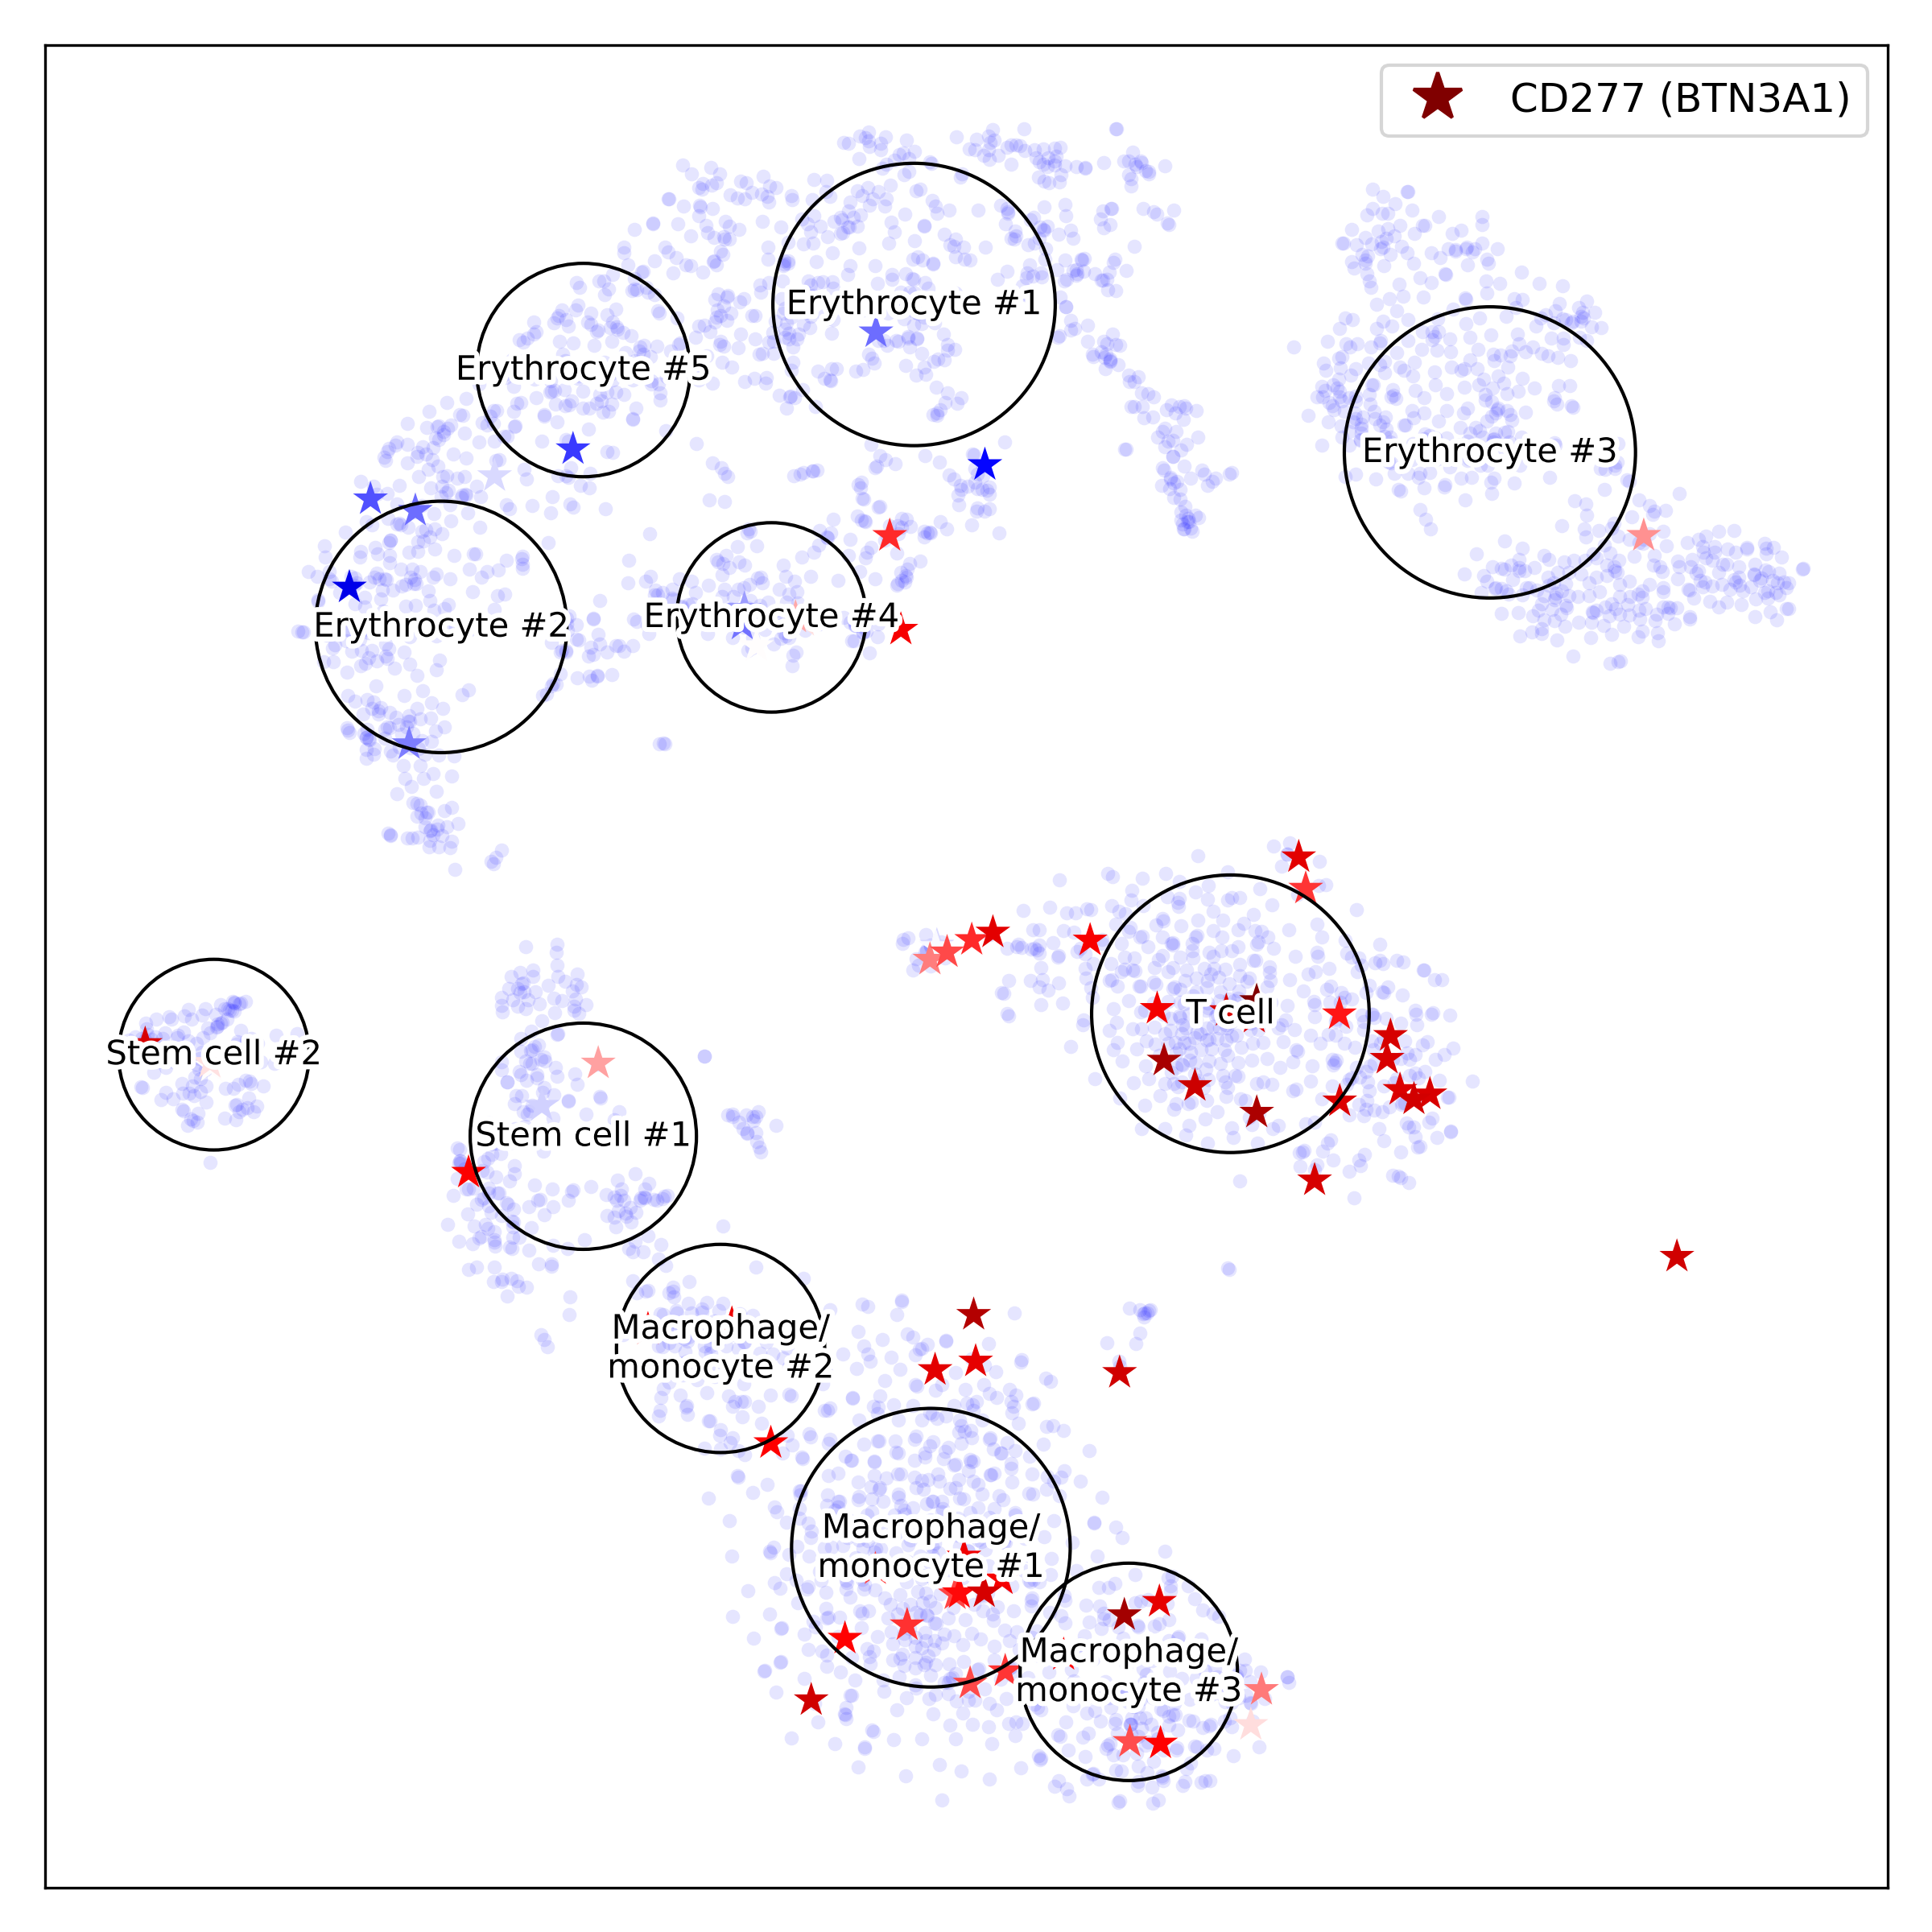 CD277 (BTN3A1)
Erythrocyte #1
Erythrocyte #5
Erythrocyte #3
Erythrocyte #4
Erythrocyte #2
T cell
Stem cell #2
Stem cell #1
Macrophage/
monocyte #2
Macrophage/
monocyte #1
Macrophage/
monocyte #3